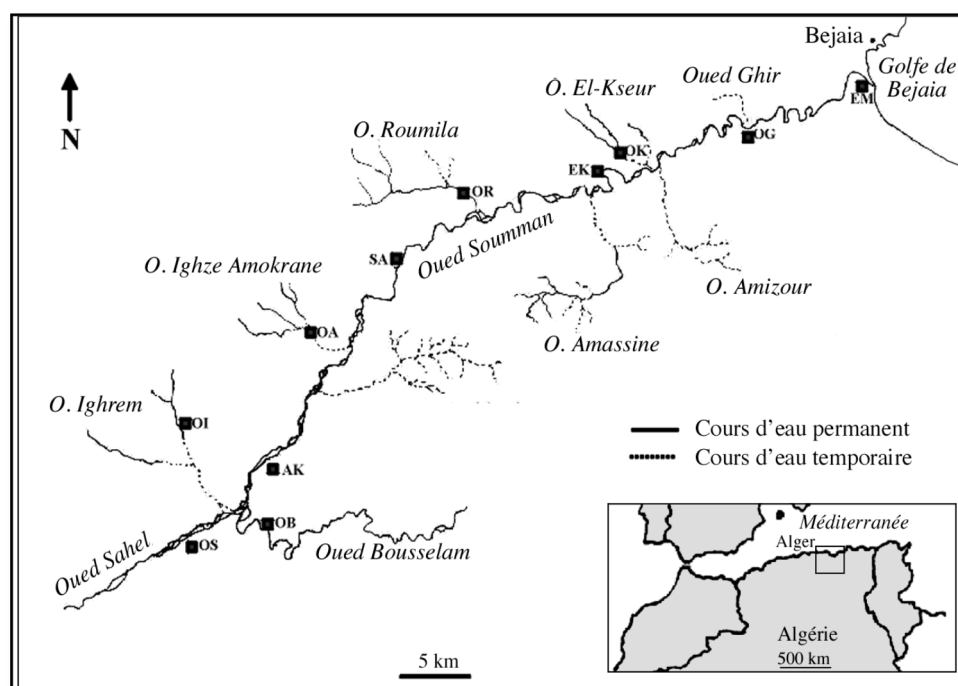 Bejaia
Golfe de
Bejaia
Oued Ghir
O. El-Kseur
EM
OG
OK
O. Roumila
EK
N
OR
Oued Soumman
SA
O. Ighze Amokrane
O. Amizour
OA
O. Amassine
O. Ighrem
OI
Cours d'eau permanent
Cours d'eau temporaire
AK
OB
Méditerranée
Alger
OS
Oued Bousselam
Oued Sahel
Algérie
500 km
5 km